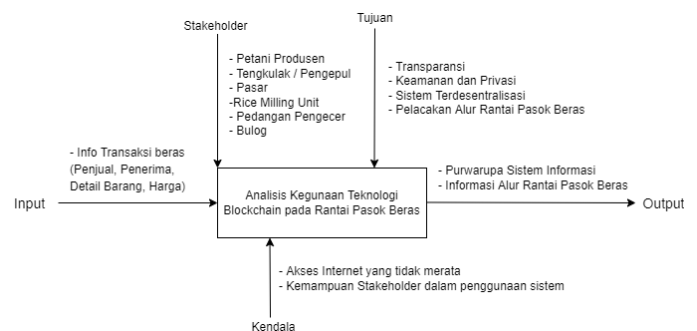 Stakeholder
Tujuan
- Petani Produsen
- Tengkulak / Pengepul
- Pasar
-Rice Milling Unit
- Pedangan Pengecer
- Bulog
- Transparansi
- Keamanan dan Privasi
- Sistem Terdesentralisasi
- Pelacakan Alur Rantai Pasok Beras
- Info Transaksi beras
(Penjual, Penerima,
Detail Barang, Harga)
Input
Analisis Kegunaan Teknologi
Blockchain pada Rantai Pasok Beras
- Purwarupa Sistem Informasi
- Informasi Alur Rantai Pasok Beras
Output
- Akses Internet yang tidak merata
- Kemampuan Stakeholder dalam penggunaan sistem
Kendala